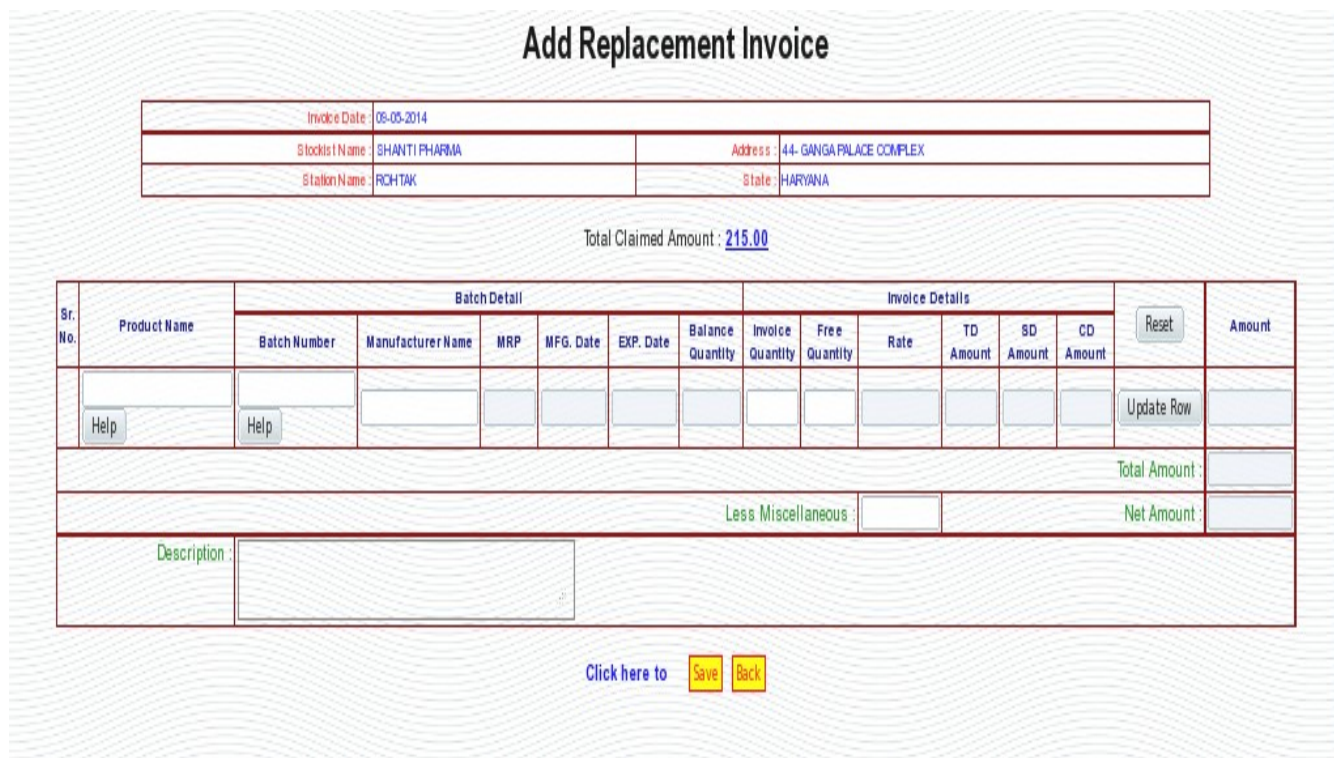 Add Replacement Invoice
Invoice Date : 09-05-2014
Stockist Name : SHANTI PHARMA Address : 44- GANGA PALACE COMPLEX
Station Name : ROHTAK State : HARYANA
Total Claimed Amount : 215.00
Sr. No. Product Name Batch Detail Invoice Details Reset Amount
Batch Number Manufacturer Name MRP MFG. Date EXP. Date Balance Quantity Invoice Quantity Free Quantity Rate TD Amount SD Amount CD Amount
Help Help Update Row
Total Amount :
Less Miscellaneous : Net Amount :
Description :
Click here to Save Back